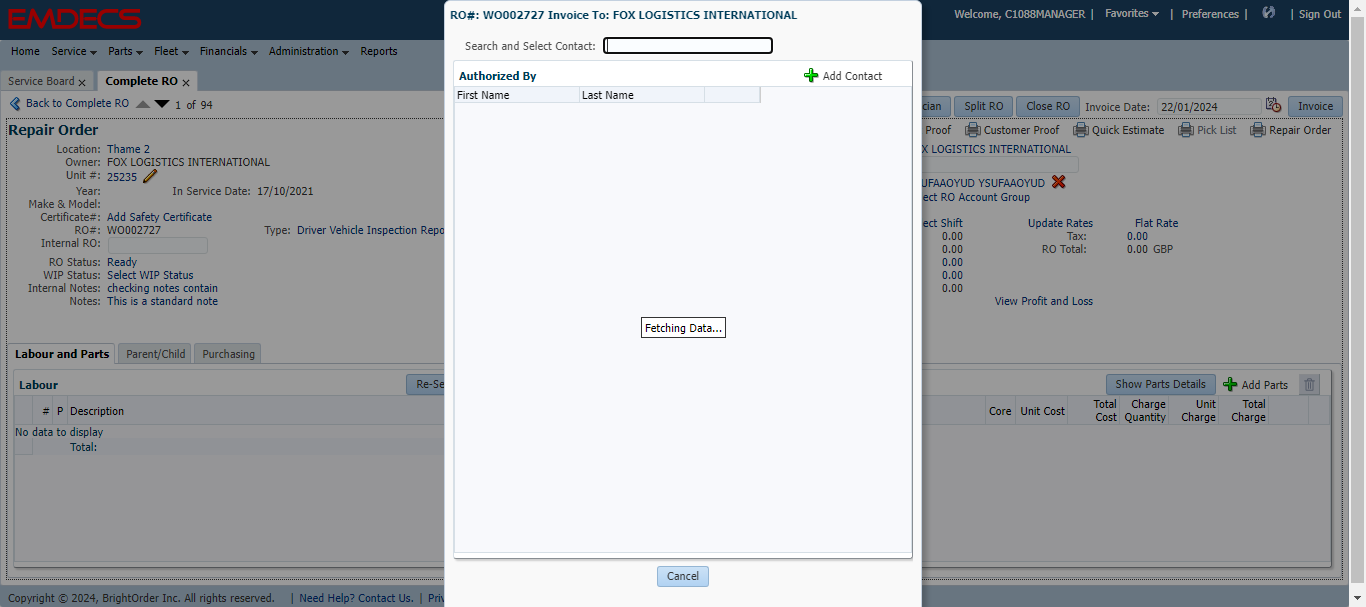 EMDECS
Welcome, C1088MANAGER | Favorites | Preferences | | Sign Out
Home Service Parts Fleet Financials Administration Reports
Service Board x Complete RO x
Back to Complete RO 1 of 94
RO#: WO002727 Invoice To: FOX LOGISTICS INTERNATIONAL
Search and Select Contact:
Authorized By
Add Contact
First Name Last Name
Fetching Data...
Cancel
cian Split RO Close RO Invoice Date: 22/01/2024 Invoice
Proof Customer Proof Quick Estimate Pick List Repair Order
Repair Order
Location: Thame 2
Owner: FOX LOGISTICS INTERNATIONAL
Unit #: 25235
Year: In Service Date: 17/10/2021
Make & Model:
Certificate#: Add Safety Certificate
RO#: WO002727 Type: Driver Vehicle Inspection Repo
Internal RO:
RO Status: Ready
WIP Status: Select WIP Status
Internal Notes: checking notes contain
Notes: This is a standard note
X LOGISTICS INTERNATIONAL
UFAAOYUD YSUFAAOYUD
ect RO Account Group
ect Shift Update Rates Flat Rate
0.00 Tax: 0.00
0.00 RO Total: 0.00 GBP
0.00
0.00
0.00
View Profit and Loss
Labour and Parts Parent/Child Purchasing
Labour Re-Se
Show Parts Details Add Parts
# P Description
Core Unit Cost Total Cost Charge Quantity Unit Charge Total Charge
No data to display
Total:
Copyright © 2024, BrightOrder Inc. All rights reserved. | Need Help? Contact Us. | Priv